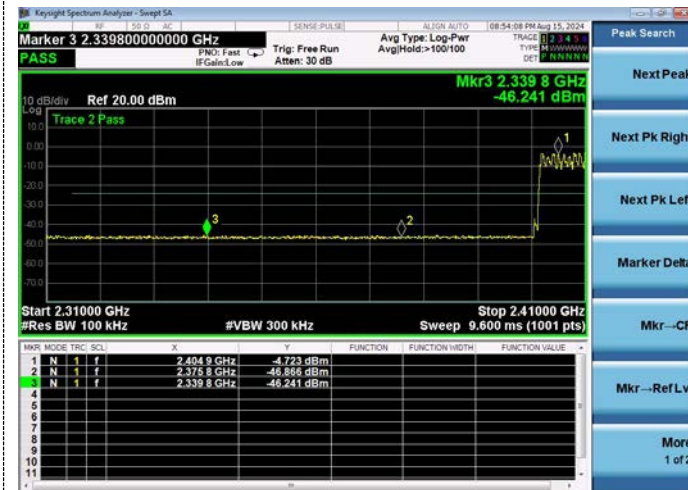 Keysight Spectrum Analyzer - Swept SA
RF 50 Ω AC SENSE:PULSE ALIGN AUTO 08:54:08 PM Aug 15, 2024
Marker 3 2.339800000000 GHz
PASS
PNO: Fast
IFGain:Low
Trig: Free Run
Atten: 30 dB
Avg Type: Log-Pwr
Avg|Hold:>100/100
TRACE 1 2 3 4 5 6
TYPE M W W W W W
DET P N N N N N
Mkr3 2.339 8 GHz
-46.241 dBm
10 dB/div Ref 20.00 dBm
Log
Trace 2 Pass
10.0
0.00
-10.0
-20.0
-30.0
-40.0
-50.0
-60.0
-70.0
1
2
3
Start 2.31000 GHz Stop 2.41000 GHz
#Res BW 100 kHz #VBW 300 kHz Sweep 9.600 ms (1001 pts)
MKR MODE TRC SCL X Y FUNCTION FUNCTION WIDTH FUNCTION VALUE
1 N 1 f 2.404 9 GHz -4.723 dBm
2 N 1 f 2.375 8 GHz -46.866 dBm
3 N 1 f 2.339 8 GHz -46.241 dBm
4
5
6
7
8
9
10
11
Peak Search
Next Peak
Next Pk Righ
Next Pk Lef
Marker Delta
Mkr→CF
Mkr→Ref Lv
More
1 of 2